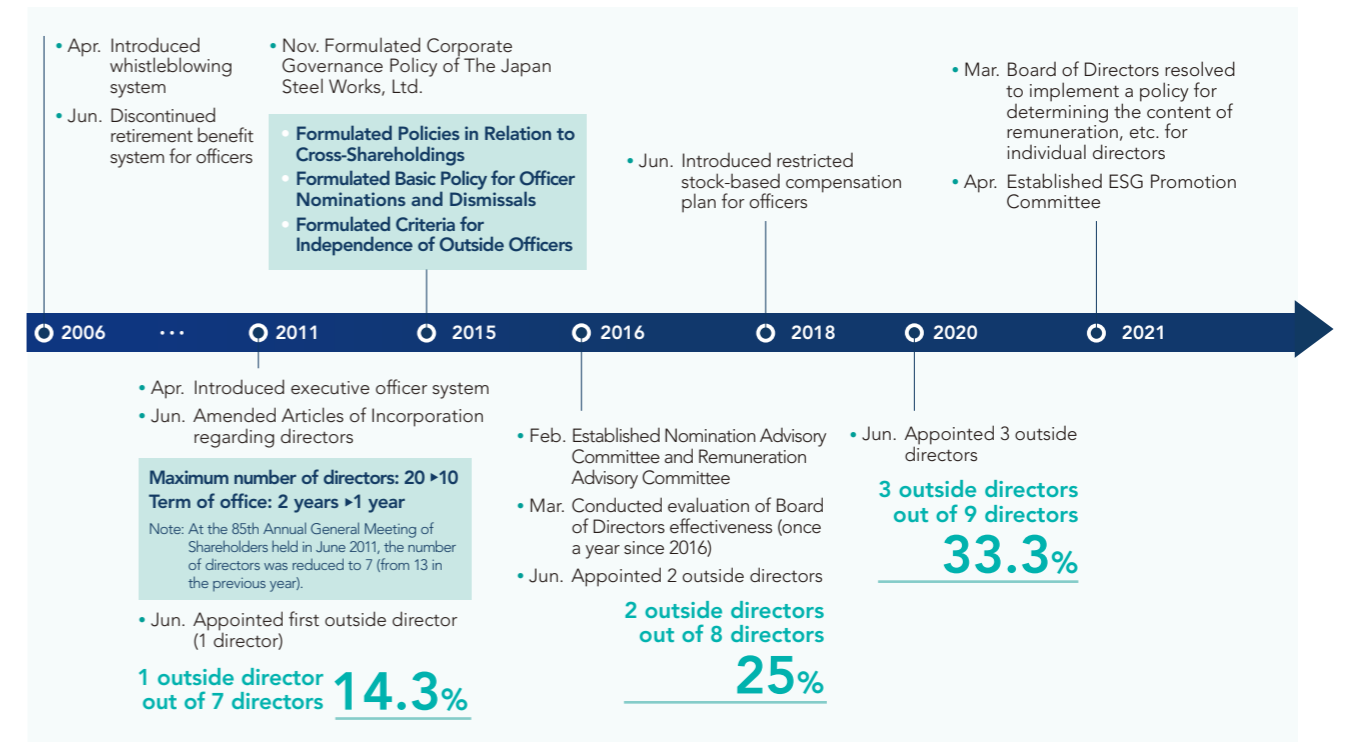 • Apr. Introduced
whistleblowing
system
• Jun. Discontinued
retirement benefit
system for officers
• Nov. Formulated Corporate
Governance Policy of The Japan
Steel Works, Ltd.
• Formulated Policies in Relation to
Cross-Shareholdings
• Formulated Basic Policy for Officer
Nominations and Dismissals
• Formulated Criteria for
Independence of Outside Officers
• Jun. Introduced restricted
stock-based compensation
plan for officers
• Mar. Board of Directors resolved
to implement a policy for
determining the content of
remuneration, etc. for
individual directors
• Apr. Established ESG Promotion
Committee
2006 ... 2011 2015 2016 2018 2020 2021
• Apr. Introduced executive officer system
• Jun. Amended Articles of Incorporation
regarding directors
Maximum number of directors: 20 ▸10
Term of office: 2 years ▸1 year
Note: At the 85th Annual General Meeting of
Shareholders held in June 2011, the number
of directors was reduced to 7 (from 13 in
the previous year).
• Jun. Appointed first outside director
(1 director)
1 outside director
out of 7 directors
14.3%
• Feb. Established Nomination Advisory
Committee and Remuneration
Advisory Committee
• Mar. Conducted evaluation of Board
of Directors effectiveness (once
a year since 2016)
• Jun. Appointed 2 outside directors
2 outside directors
out of 8 directors
25%
• Jun. Appointed 3 outside
directors
3 outside directors
out of 9 directors
33.3%